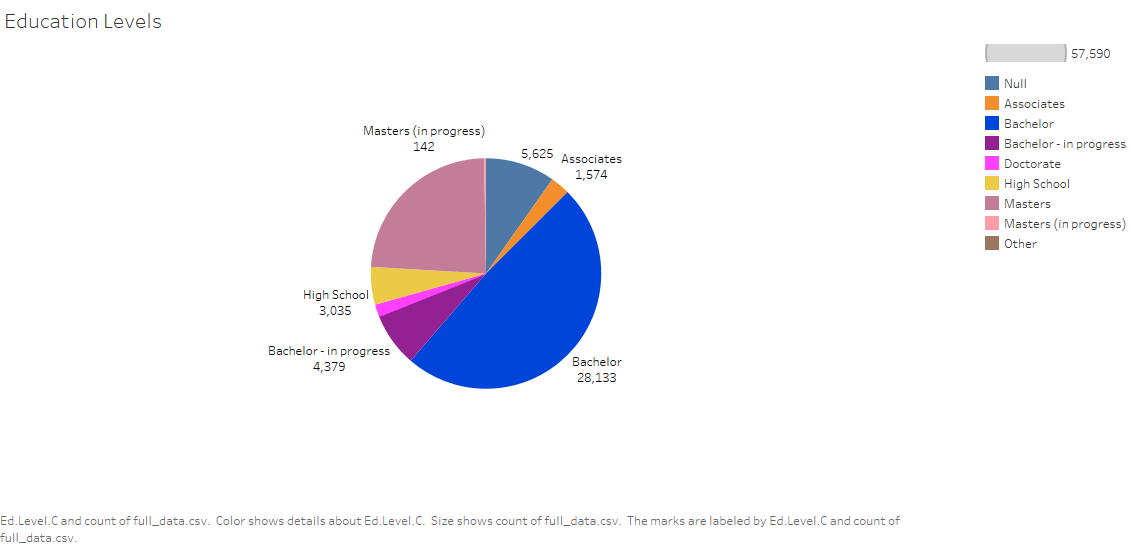 Education Levels
57,590
Null
Associates
Bachelor
Bachelor - in progress
Doctorate
High School
Masters
Masters (in progress)
Other
Masters (in progress)
142
5,625
Associates
1,574
High School
3,035
Bachelor - in progress
4,379
Bachelor
28,133
Ed.Level.C and count of full_data.csv.  Color shows details about Ed.Level.C.  Size shows count of full_data.csv.  The marks are labeled by Ed.Level.C and count of
full_data.csv.